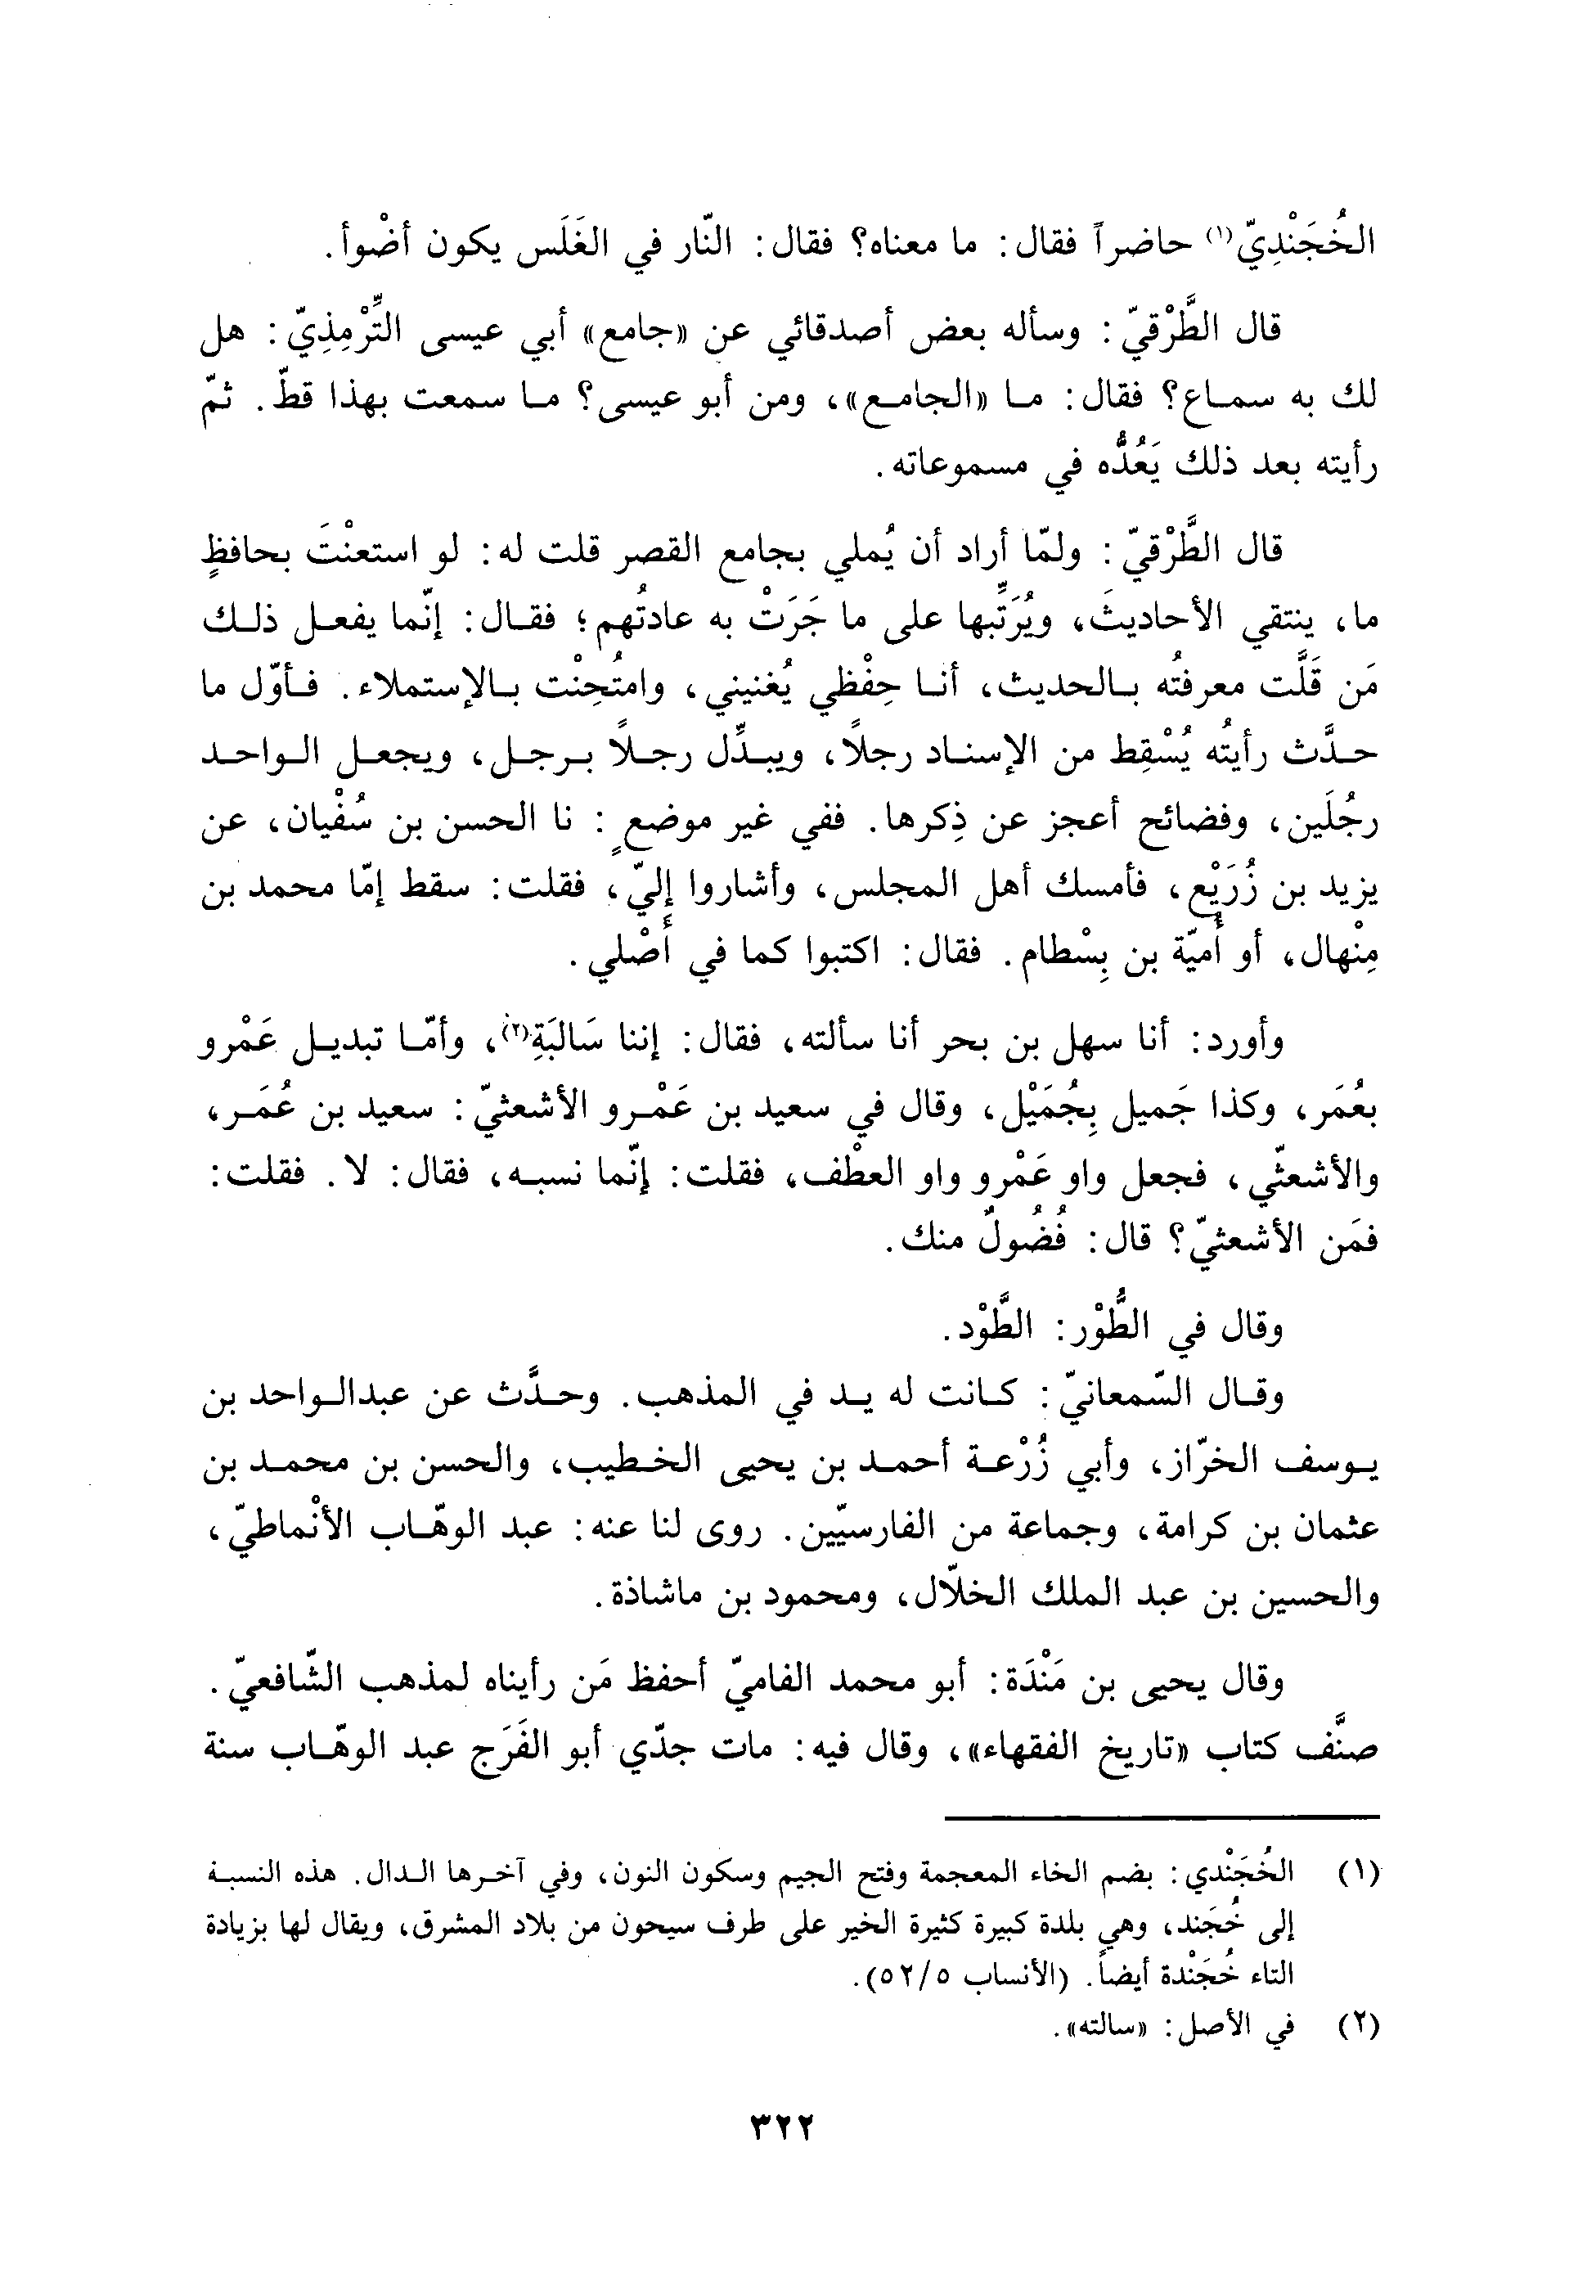 الخُجَنْدِيّ(١) حاضراً فقال: ما معناه؟ فقال: النّار في الغَلَس يكون أضْوأ.
قال الطَّرْقيّ: وسأله بعض أصدقائي عن «جامع» أبي عيسى التِّرْمِذِيّ: هل
لك به سماع؟ فقال: ما «الجامع»، ومن أبو عيسى؟ ما سمعت بهذا قطّ. ثمّ
رأيته بعد ذلك يَعُدُّه في مسموعاته.
قال الطَّرْقيّ: ولمّا أراد أن يُملي بجامع القصر قلت له: لو استعنْتَ بحافظٍ
ما، ينتقي الأحاديثَ، ويُرَتِّبها على ما جَرَتْ به عادتُهم؛ فقال: إنّما يفعل ذلك
مَن قَلَّت معرفتُه بالحديث، أنا حِفْظي يُغنيني، وامتُحِنْت بالإستملاء. فأوّل ما
حدَّث رأيتُه يُسْقِط من الإسناد رجلاً، ويبدِّل رجلاً برجل، ويجعل الواحد
رجُلَين، وفضائح أعجز عن ذِكرها. ففي غير موضعٍ: نا الحسن بن سُفْيان، عن
يزيد بن زُرَيْع، فأمسك أهل المجلس، وأشاروا إليّ، فقلت: سقط إمّا محمد بن
مِنْهال، أو أُميّة بن بِسْطام. فقال: اكتبوا كما في أَصْلي.
وأورد: أنا سهل بن بحر أنا سألته، فقال: إننا سَالبَةِ(٢)، وأمّا تبديل عَمْرو
بعُمَر، وكذا جَميل بِجُمَيْل، وقال في سعيد بن عَمْرو الأشعثيّ: سعيد بن عُمَر،
والأشعثّي، فجعل واو عَمْرو واو العطْف، فقلت: إنّما نسبه، فقال: لا. فقلت:
فمَن الأشعثيّ؟ قال: فُضُولٌ منك.
وقال في الطُّوْر: الطَّوْد.
وقال السّمعانيّ: كانت له يد في المذهب. وحدَّث عن عبدالواحد بن
يوسف الخرّاز، وأبي زُرْعة أحمد بن يحيى الخطيب، والحسن بن محمد بن
عثمان بن كرامة، وجماعة من الفارسيّين. روى لنا عنه: عبد الوهّاب الأنْماطيّ،
والحسين بن عبد الملك الخلّال، ومحمود بن ماشاذة.
وقال يحيى بن مَنْدَة: أبو محمد الفاميّ أحفظ مَن رأيناه لمذهب الشّافعيّ.
صنَّف كتاب «تاريخ الفقهاء»، وقال فيه: مات جدّي أبو الفَرَج عبد الوهّاب سنة
(١) الخُجَنْدي: بضم الخاء المعجمة وفتح الجيم وسكون النون، وفي آخرها الدال. هذه النسبة
إلى خُجَند، وهي بلدة كبيرة كثيرة الخير على طرف سيحون من بلاد المشرق، ويقال لها بزيادة
التاء خُجَنْدة أيضاً. (الأنساب ٥٢/٥).
(٢) في الأصل: «سالته».
٣٢٢